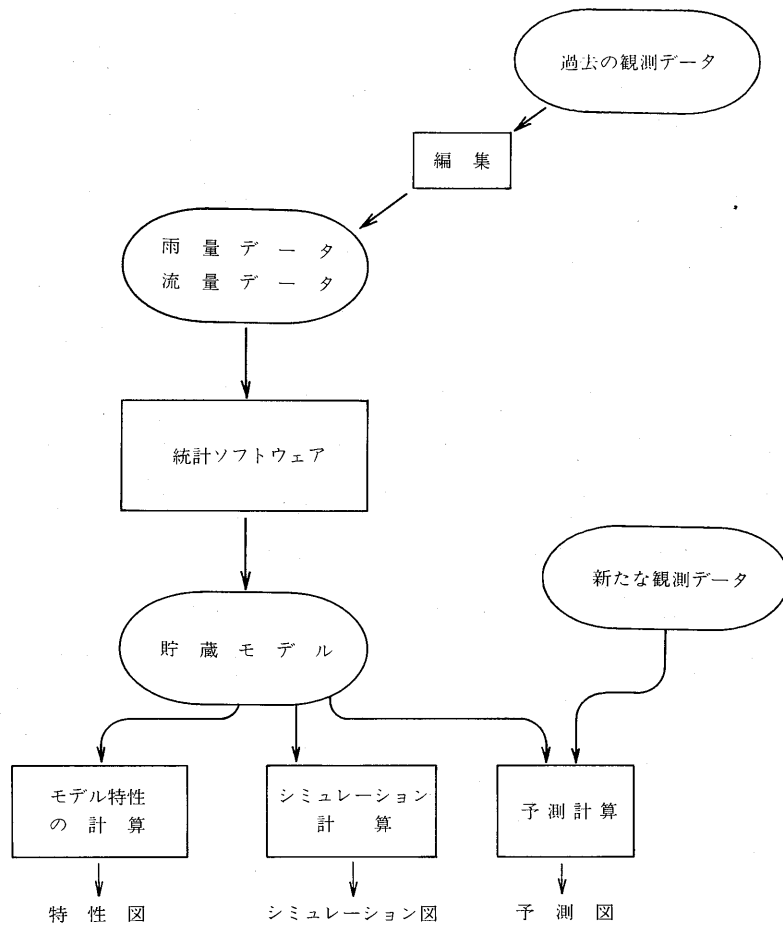 過去の観測データ
編集
雨量データ
流量データ
統計ソフトウェア
新たな観測データ
貯蔵モデル
モデル特性
の計算
シミュレーション
計算
予測計算
特性図
シミュレーション図
予測図